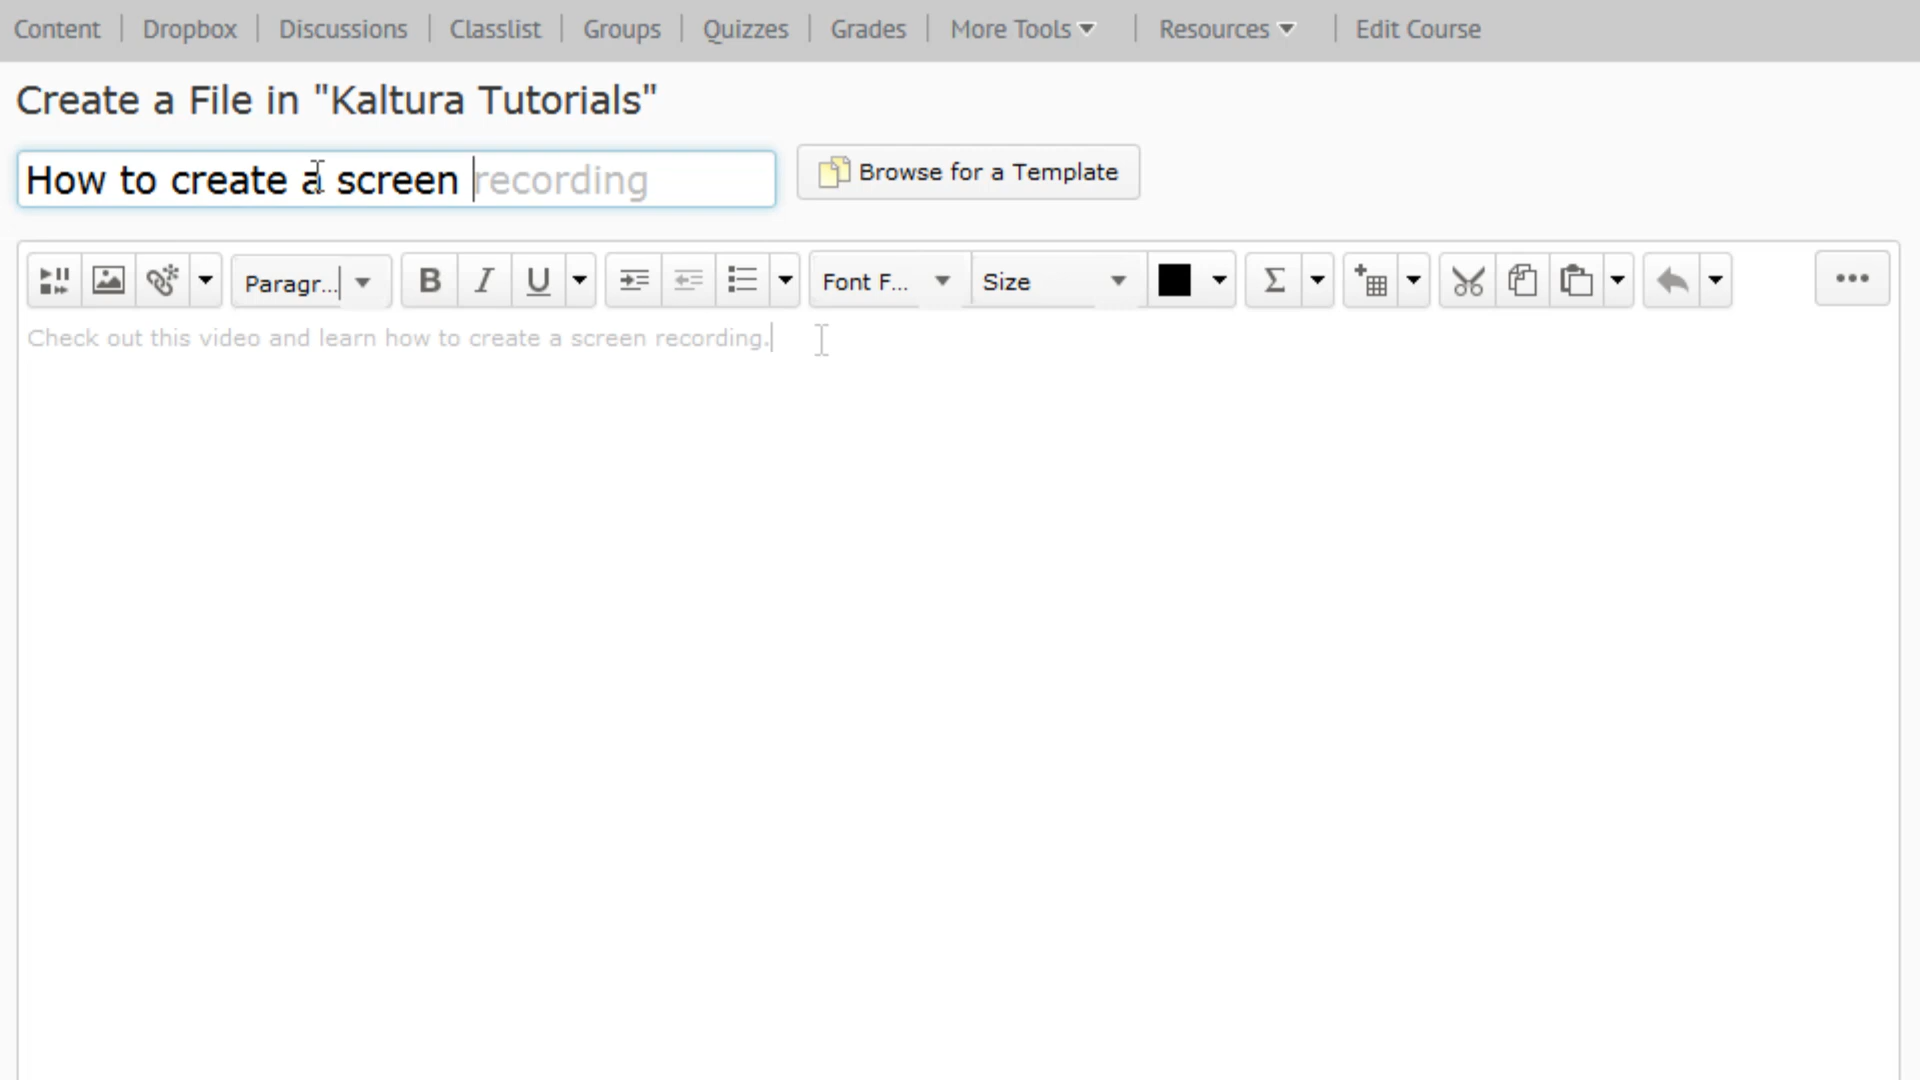 Content | Dropbox | Discussions | Classlist | Groups | Quizzes | Grades | More Tools | Resources | Edit Course
Create a File in "Kaltura Tutorials"
How to create a screen recording
Browse for a Template
Paragr... B I U Font F... Size Σ
Check out this video and learn how to create a screen recording.